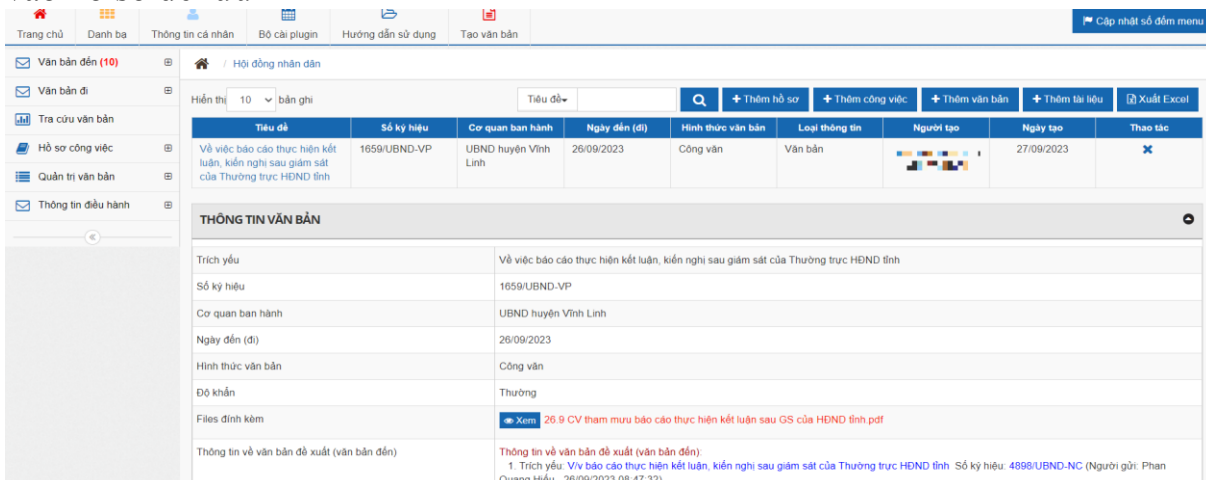 Trang chủ Danh bạ Thông tin cá nhân Bộ cài plugin Hướng dẫn sử dụng Tạo văn bản Cập nhật số đếm menu
Văn bản đến (10)
Văn bản đi
Tra cứu văn bản
Hồ sơ công việc
Quản trị văn bản
Thông tin điều hành
/ Hội đồng nhân dân
Hiển thị 10 bản ghi Tiêu đề Thêm hồ sơ Thêm công việc Thêm văn bản Thêm tài liệu Xuất Excel
Tiêu đề Số ký hiệu Cơ quan ban hành Ngày đến (đi) Hình thức văn bản Loại thông tin Người tạo Ngày tạo Thao tác
Về việc báo cáo thực hiện kết 1659/UBND-VP UBND huyện Vĩnh 26/09/2023 Công văn Văn bản 27/09/2023
luận, kiến nghị sau giám sát Linh
của Thường trực HĐND tỉnh
THÔNG TIN VĂN BẢN
Trích yếu Về việc báo cáo thực hiện kết luận, kiến nghị sau giám sát của Thường trực HĐND tỉnh
Số ký hiệu 1659/UBND-VP
Cơ quan ban hành UBND huyện Vĩnh Linh
Ngày đến (đi) 26/09/2023
Hình thức văn bản Công văn
Độ khẩn Thường
Files đính kèm Xem 26.9 CV tham mưu báo cáo thực hiện kết luận sau GS của HĐND tỉnh.pdf
Thông tin về văn bản đề xuất (văn bản đến) Thông tin về văn bản đề xuất (văn bản đến):
1. Trích yếu: V/v báo cáo thực hiện kết luận, kiến nghị sau giám sát của Thường trực HĐND tỉnh Số ký hiệu: 4898/UBND-NC (Người gửi: Phan
Quang Hiếu - 26/09/2023 08:47:32)